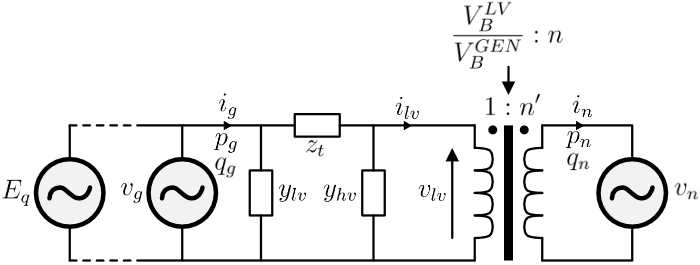 V_B^{LV}
V_B^{GEN} : n
1 : n'
i_g
i_{lv}
i_n
p_g
q_g
z_t
p_n
q_n
E_q
v_g
y_{lv}
y_{hv}
v_{lv}
v_n